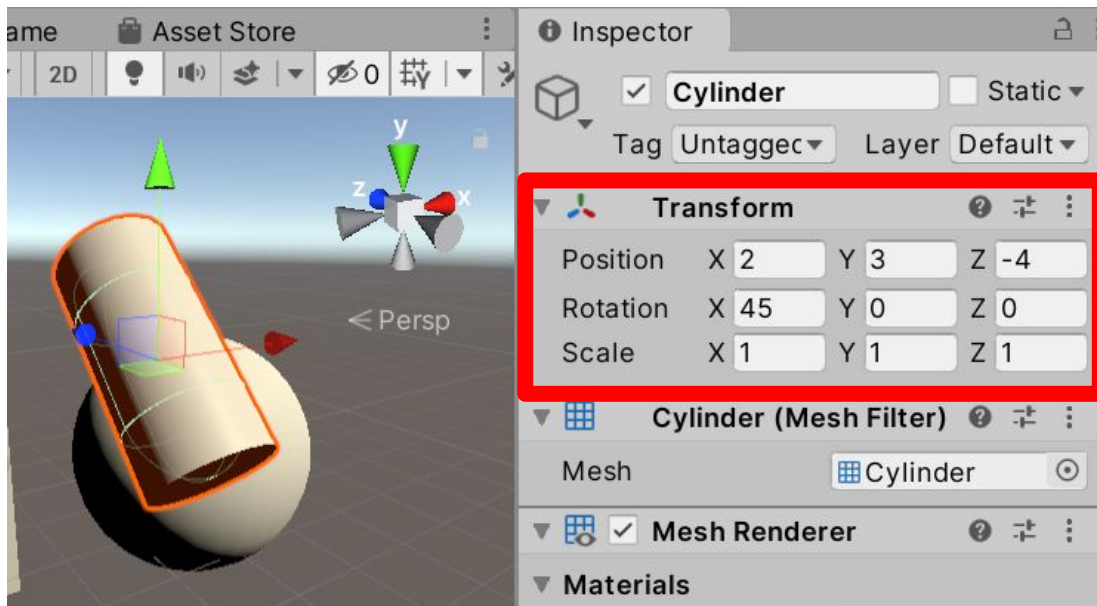 ame Asset Store
2D 0
y
z x
Persp
Inspector
Cylinder Static
Tag Untagged Layer Default
Transform
Position X 2 Y 3 Z -4
Rotation X 45 Y 0 Z 0
Scale X 1 Y 1 Z 1
Cylinder (Mesh Filter)
Mesh Cylinder
Mesh Renderer
Materials